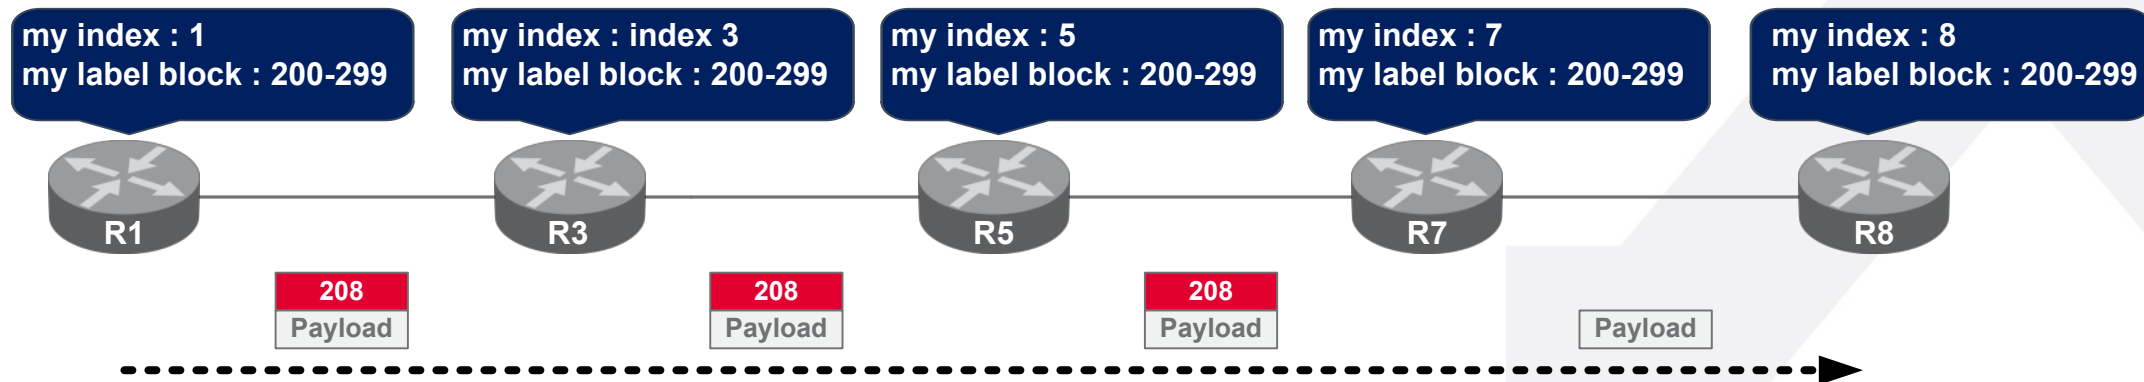 my index : 1
my label block : 200-299
my index : index 3
my label block : 200-299
my index : 5
my label block : 200-299
my index : 7
my label block : 200-299
my index : 8
my label block : 200-299
R1
R3
R5
R7
R8
208
Payload
208
Payload
208
Payload
Payload